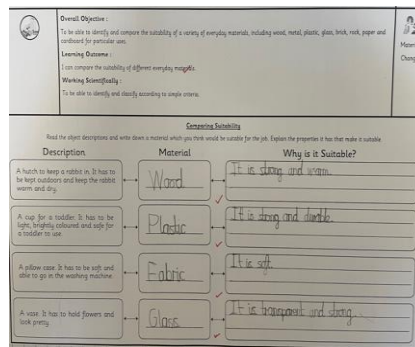 Overall Objective :
To be able to identify and compare the suitability of a variety of everyday materials, including wood, metal, plastic, glass, brick, rock, paper and
cardboard for particular uses.
Learning Outcome :
I can compare the suitability of different everyday materials.
Working Scientifically :
To be able to identify and classify according to simple criteria.
Mater
Chang
Comparing Suitability
Read the object descriptions and write down a material which you think would be suitable for the job. Explain the properties it has that make it suitable.
Description
Material
Why is it Suitable?
A hutch to keep a rabbit in. It has to
be kept outdoors and keep the rabbit
warm and dry.
Wood
It is strong and warm.
A cup for a toddler. It has to be
light, brightly coloured and safe for
a toddler to use.
Plastic
It is strong and durable.
A pillow case. It has to be soft and
able to go in the washing machine.
Fabric
It is soft.
A vase. It has to hold flowers and
look pretty.
Glass
It is transparent and strong.